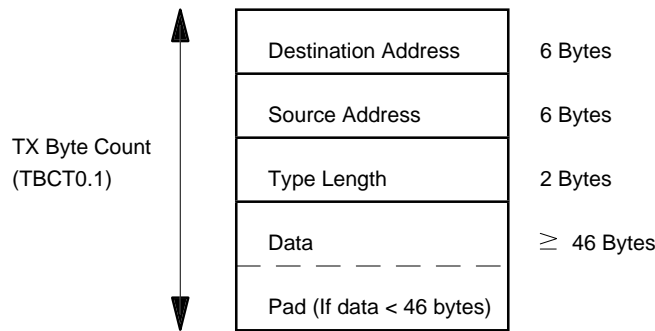 Destination Address 6 Bytes
Source Address 6 Bytes
TX Byte Count
(TBCT0.1)
Type Length 2 Bytes
Data ≥ 46 Bytes
Pad (If data < 46 bytes)